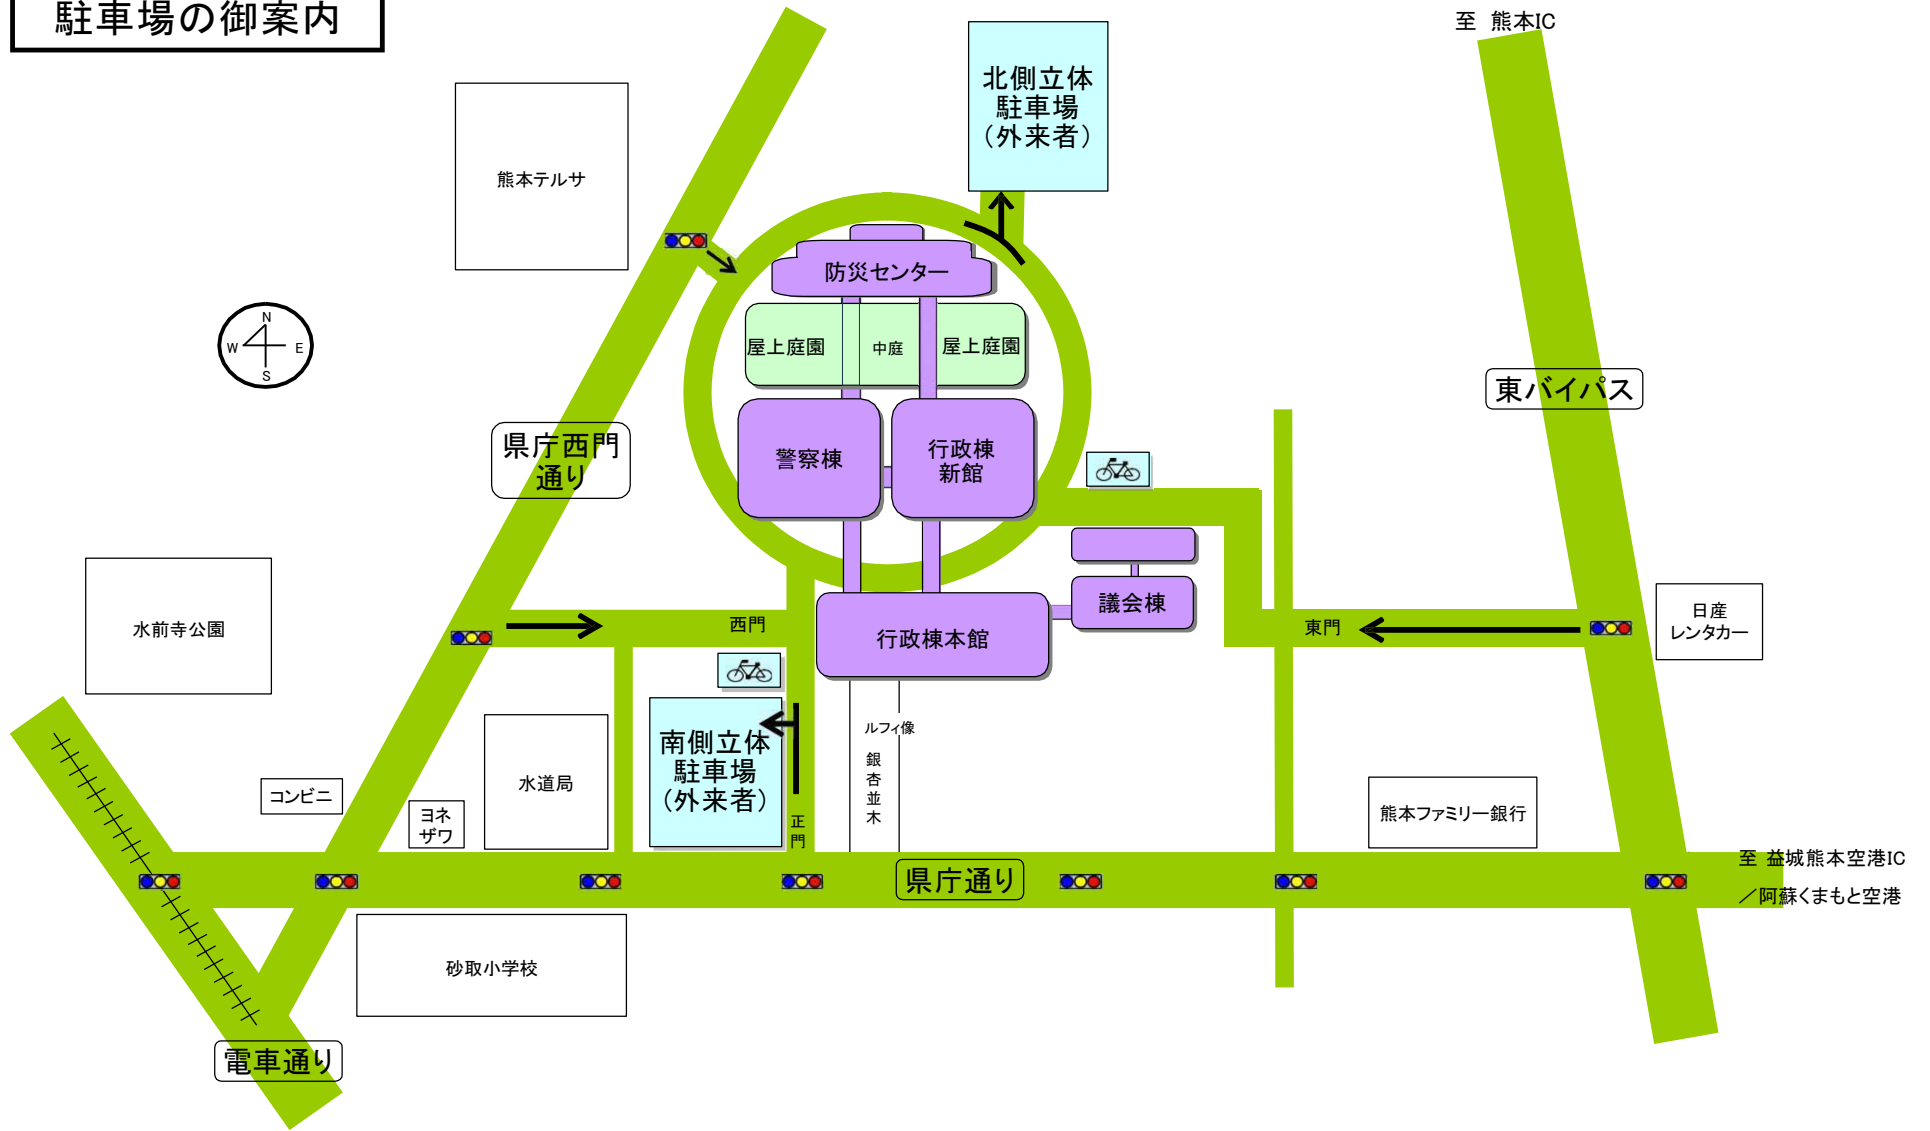 駐車場の御案内
至 熊本IC
北側立体
駐車場
（外来者）
熊本テルサ
防災センター
屋上庭園
中庭
屋上庭園
N
W
E
S
東バイパス
県庁西門
通り
警察棟
行政棟
新館
議会棟
水前寺公園
西門
行政棟本館
東門
日産
レンタカー
ルフィ像
銀杏並木
南側立体
駐車場
（外来者）
正門
水道局
コンビニ
ヨネ
ザワ
熊本ファミリー銀行
県庁通り
至 益城熊本空港IC
／阿蘇くまもと空港
砂取小学校
電車通り